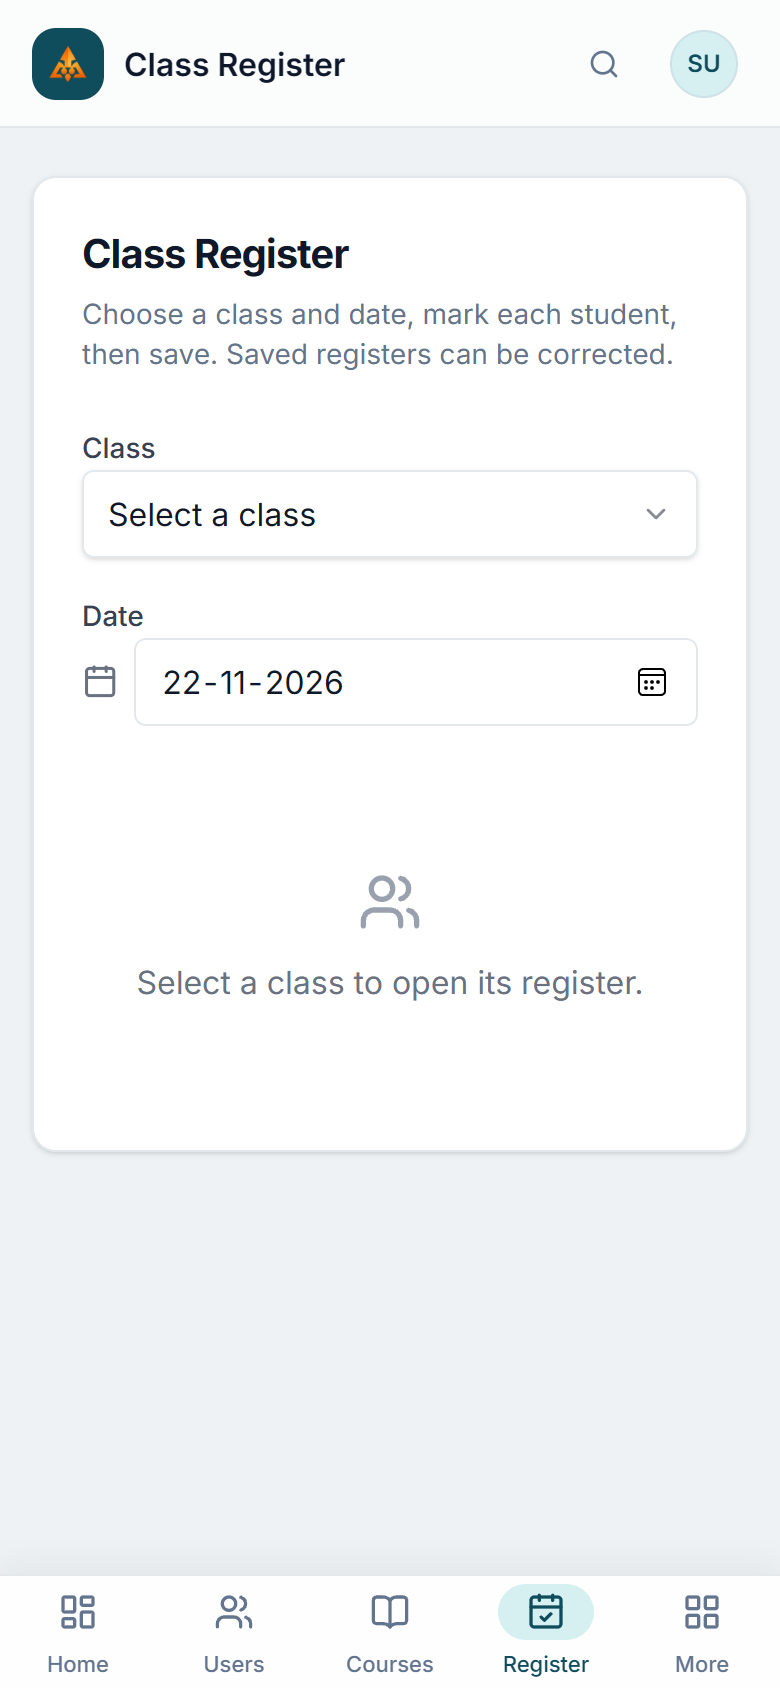 Class Register
SU
Class Register
Choose a class and date, mark each student,
then save. Saved registers can be corrected.
Class
Select a class
Date
22-11-2026
Select a class to open its register.
Home
Users
Courses
Register
More